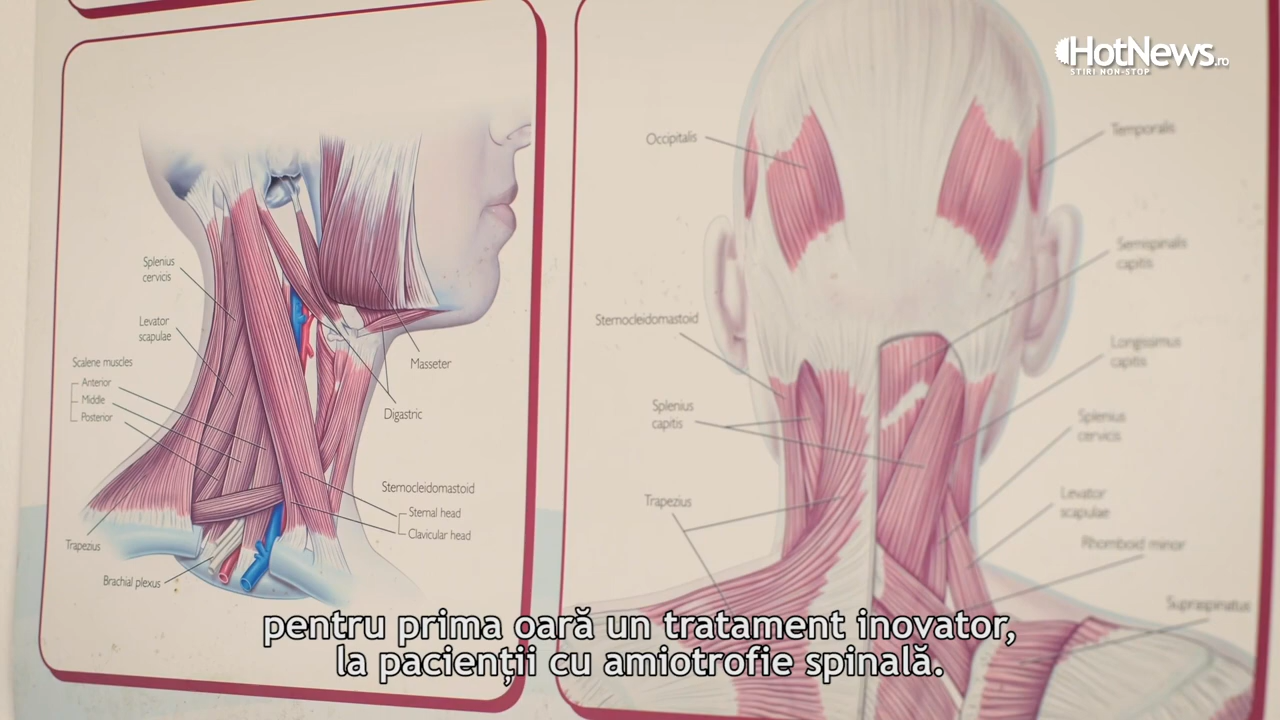 HotNews.ro
STIRI NON-STOP
Splenius
cervicis
Levator
scapulae
Scalene muscles
Anterior
Middle
Posterior
Trapezius
Brachial plexus
Masseter
Digastric
Sternocleidomastoid
Sternal head
Clavicular head
Occipitalis
Sternocleidomastoid
Splenius
capitis
Trapezius
Temporalis
Semispinalis
capitis
Longissimus
capitis
Splenius
cervicis
Levator
scapulae
Rhomboid minor
Supraspinatus
pentru prima oară un tratament inovator,
la pacienții cu amiotrofie spinală.